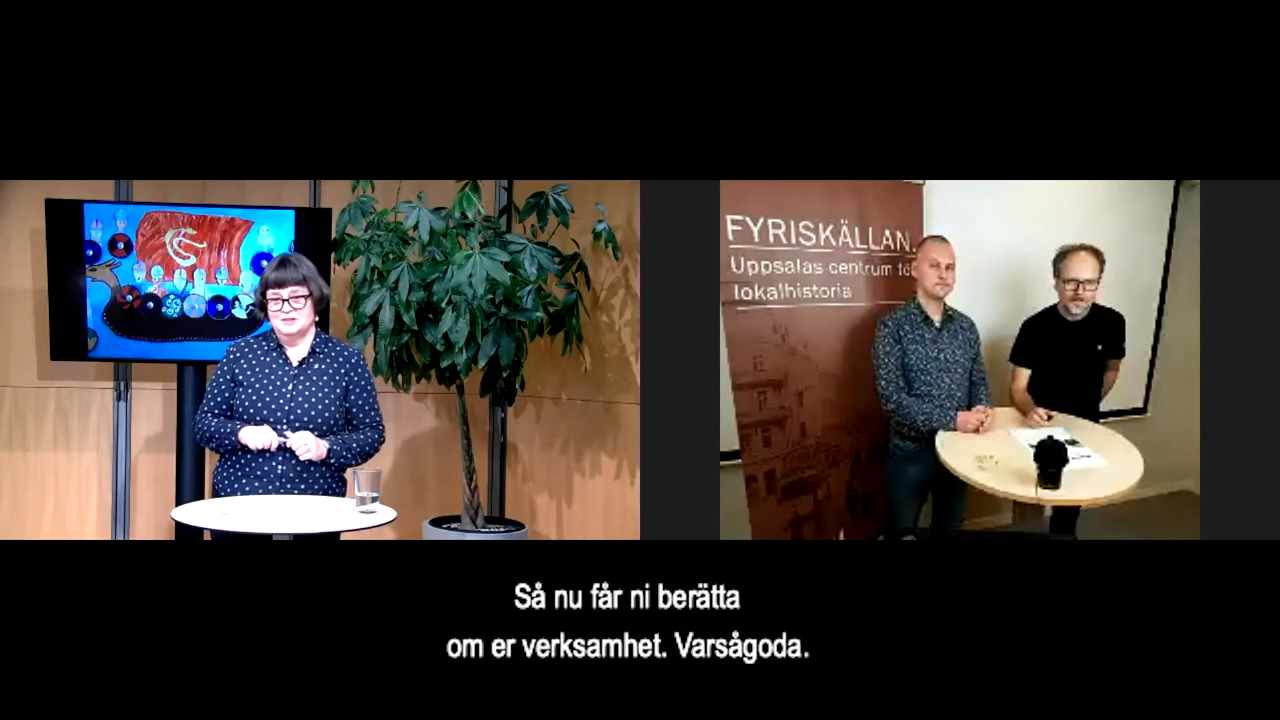 FYRISKÄLLAN.
Uppsalas centrum fö
lokalhistoria
Så nu får ni berätta
om er verksamhet. Varsågoda.